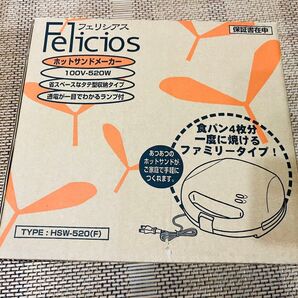 フェリシアス
保証書在中
Felicios
ホットサンドメーカー
100V-520W
省スペースなタテ型収納タイプ
通電が一目でわかるランプ付
食パン4枚分
一度に焼ける
ファミリータイプ！
あつあつの
ホットサンドが
ご家庭で手軽に
つくれます。
TYPE : HSW-520(F)